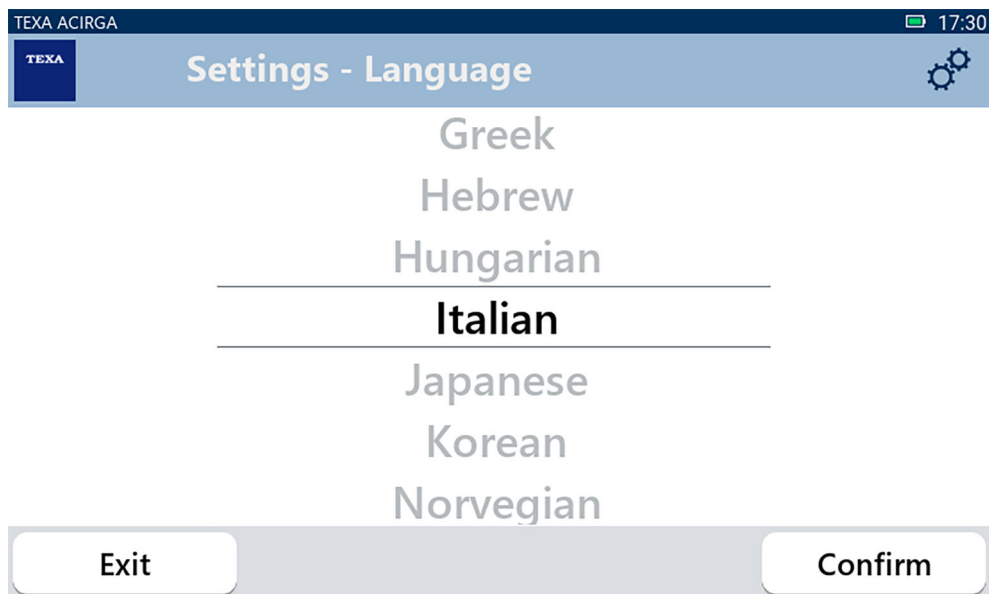 TEXA ACIRGA 17:30
TEXA Settings - Language
Greek
Hebrew
Hungarian
Italian
Japanese
Korean
Norvegian
Exit Confirm